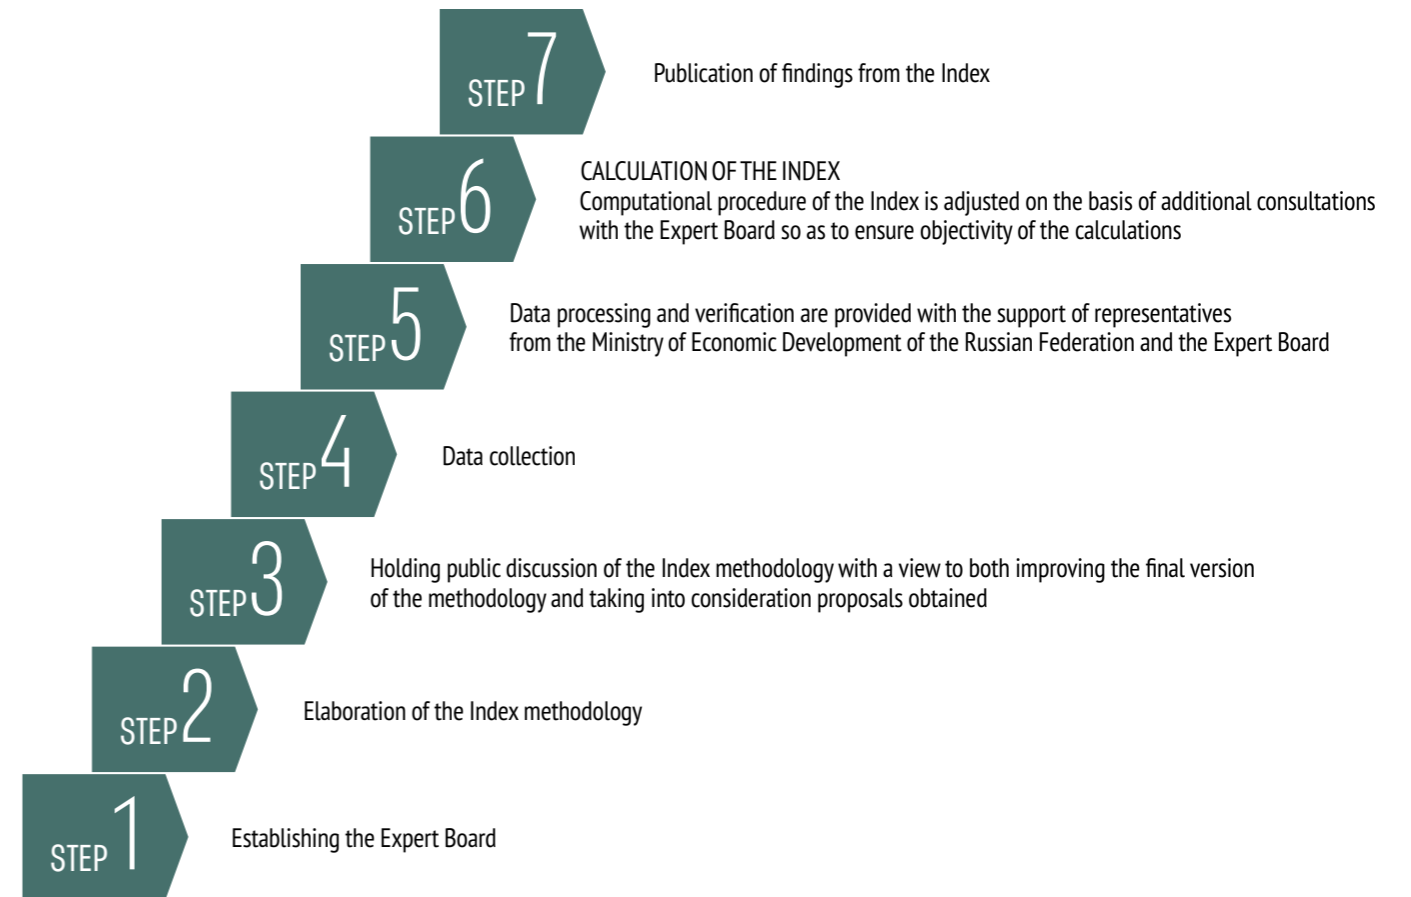 STEP 7
Publication of findings from the Index
STEP 6
CALCULATION OF THE INDEX
Computational procedure of the Index is adjusted on the basis of additional consultations
with the Expert Board so as to ensure objectivity of the calculations
STEP 5
Data processing and verification are provided with the support of representatives
from the Ministry of Economic Development of the Russian Federation and the Expert Board
STEP 4
Data collection
STEP 3
Holding public discussion of the Index methodology with a view to both improving the final version
of the methodology and taking into consideration proposals obtained
STEP 2
Elaboration of the Index methodology
STEP 1
Establishing the Expert Board